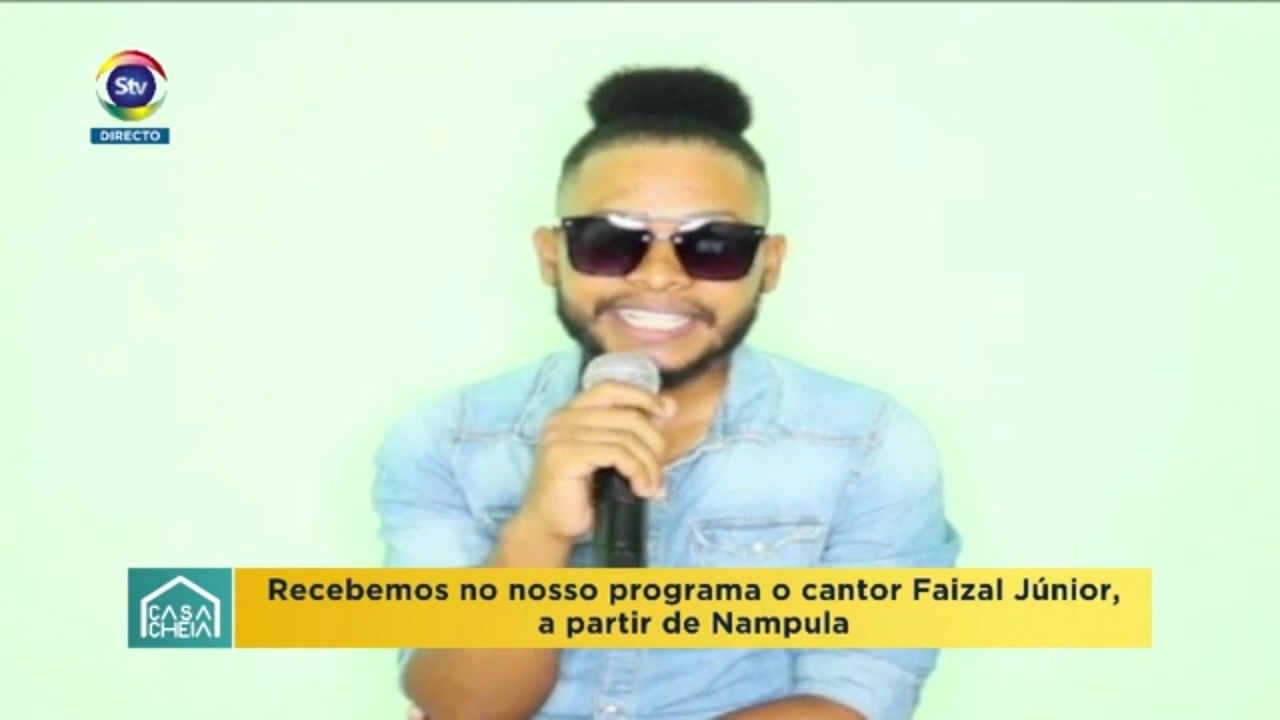 Stv
DIRECTO
Recebemos no nosso programa o cantor Faizal Júnior,
a partir de Nampula
CASA
CHEIA